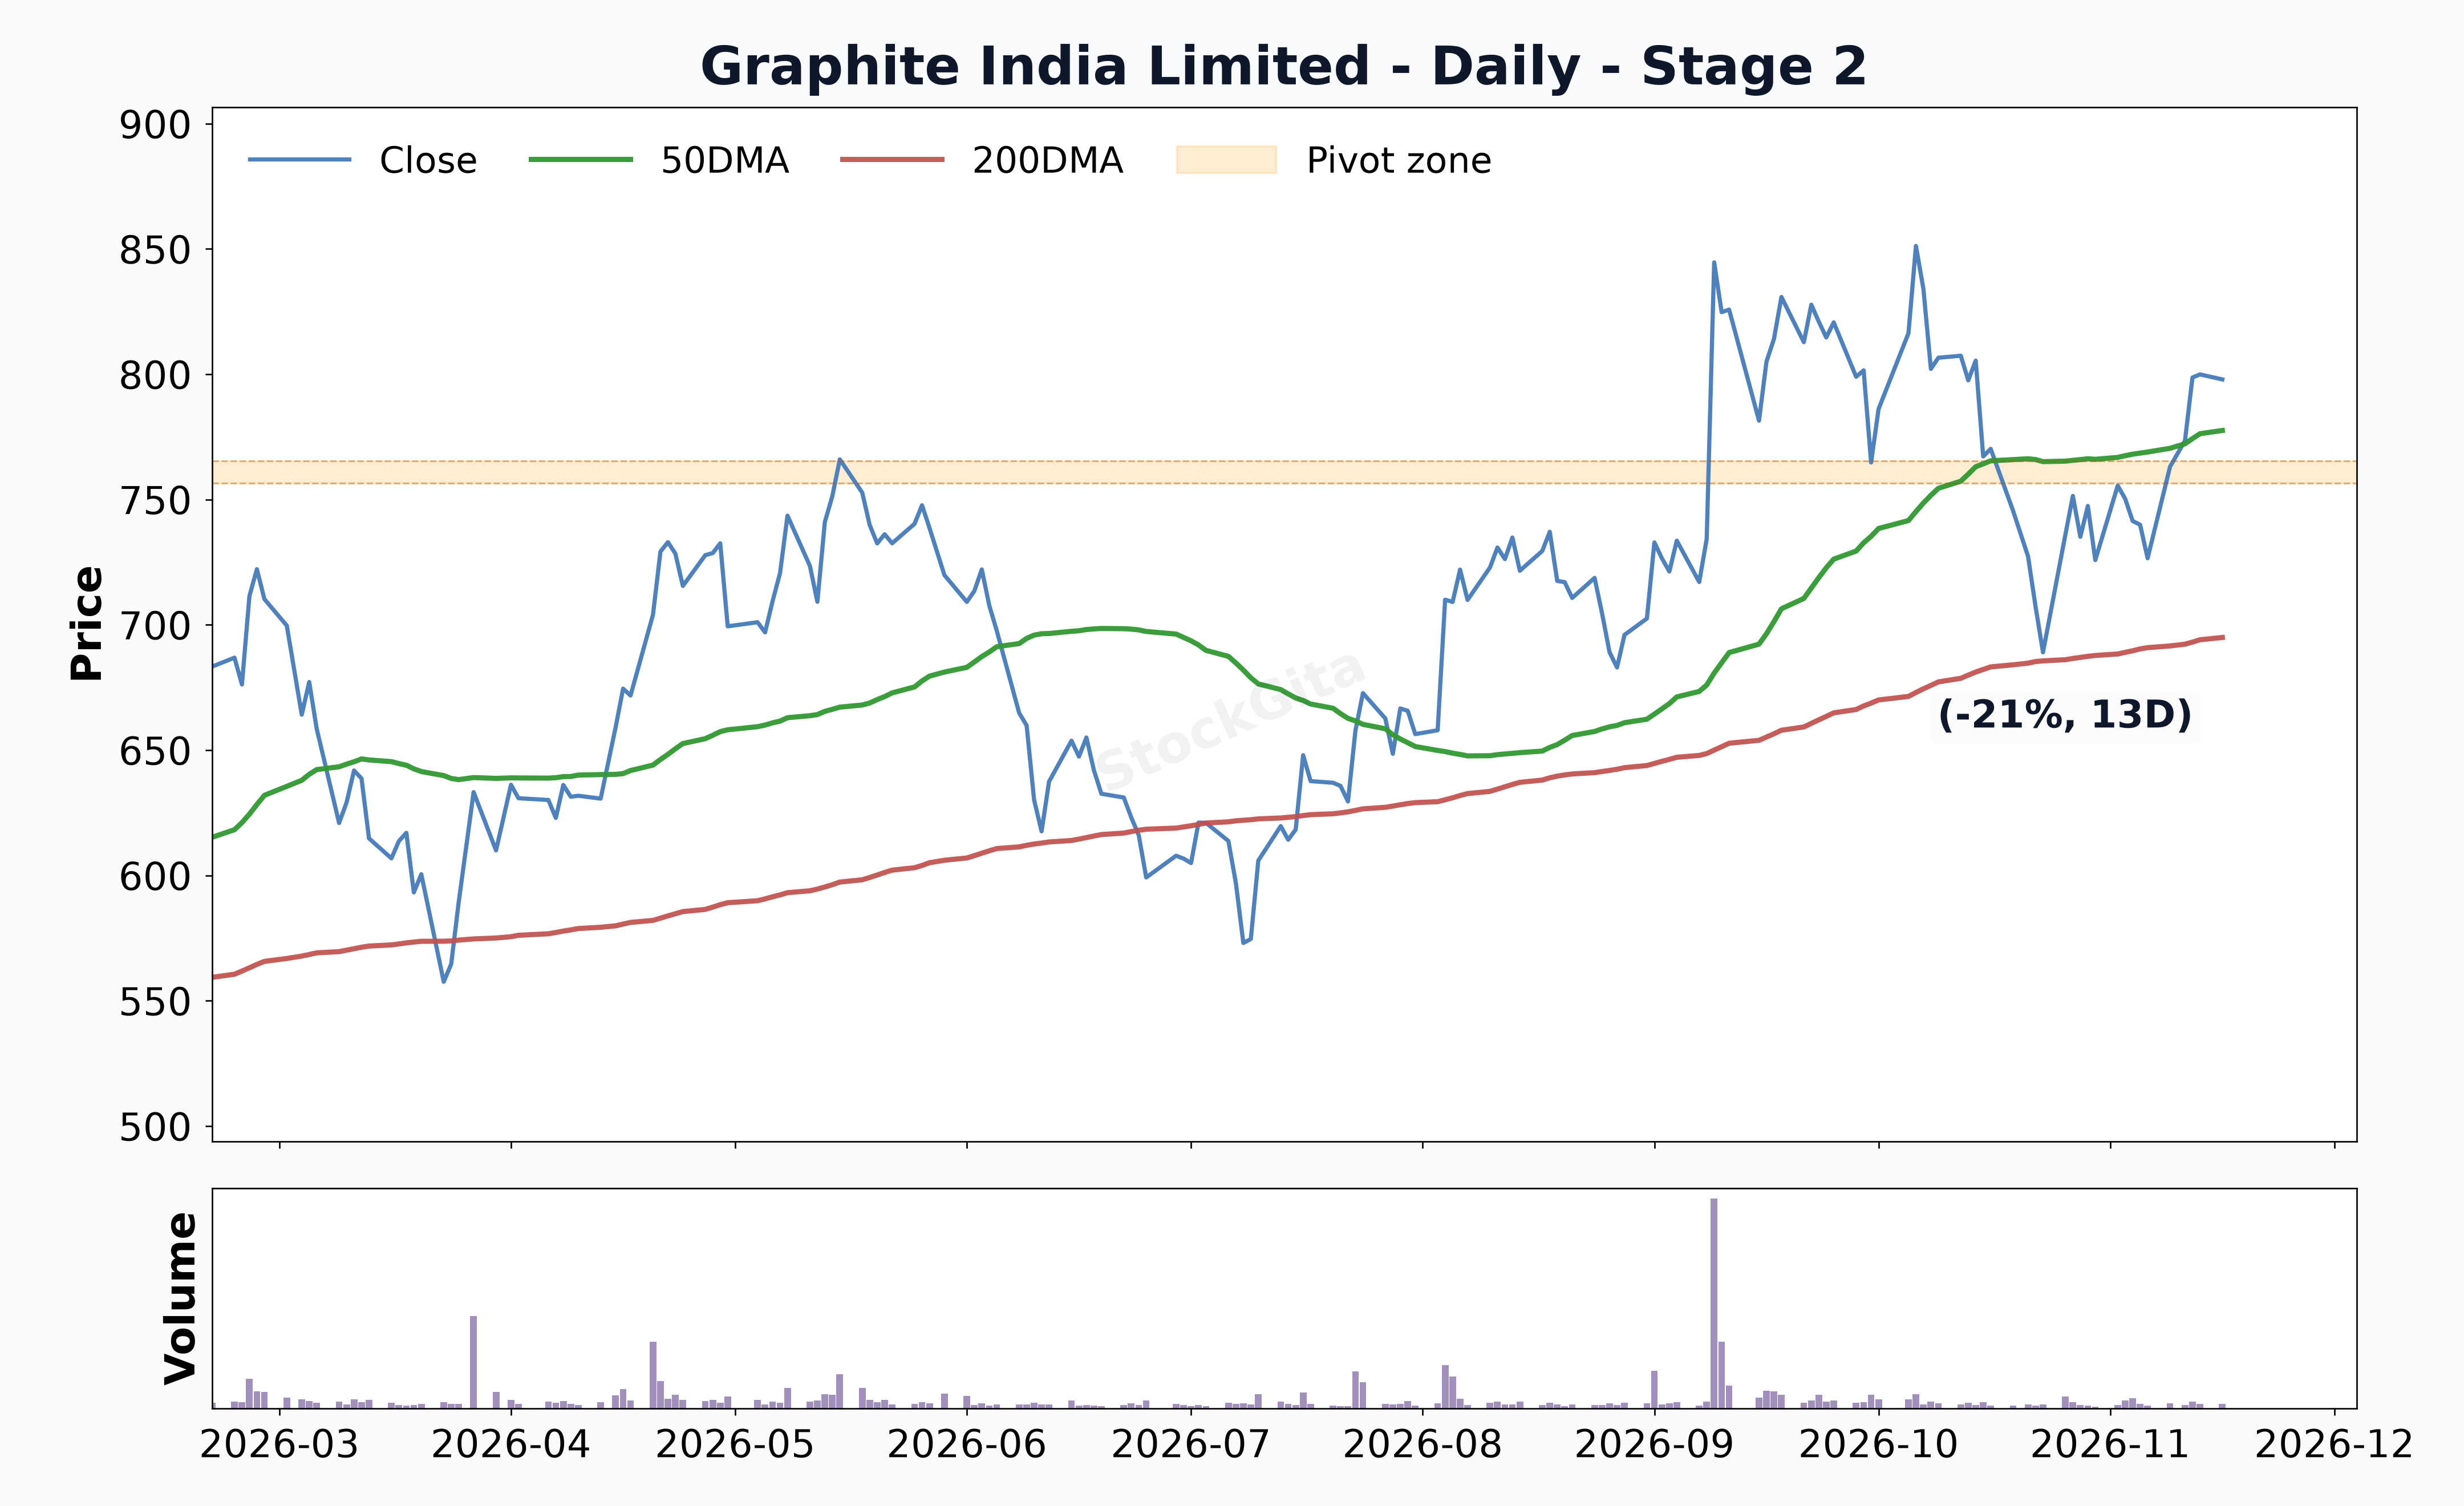 Graphite India Limited - Daily - Stage 2
Close 50DMA 200DMA Pivot zone
900
850
800
750
700
650
600
550
500
Price
StockGita
(-21%, 13D)
Volume
2026-03 2026-04 2026-05 2026-06 2026-07 2026-08 2026-09 2026-10 2026-11 2026-12